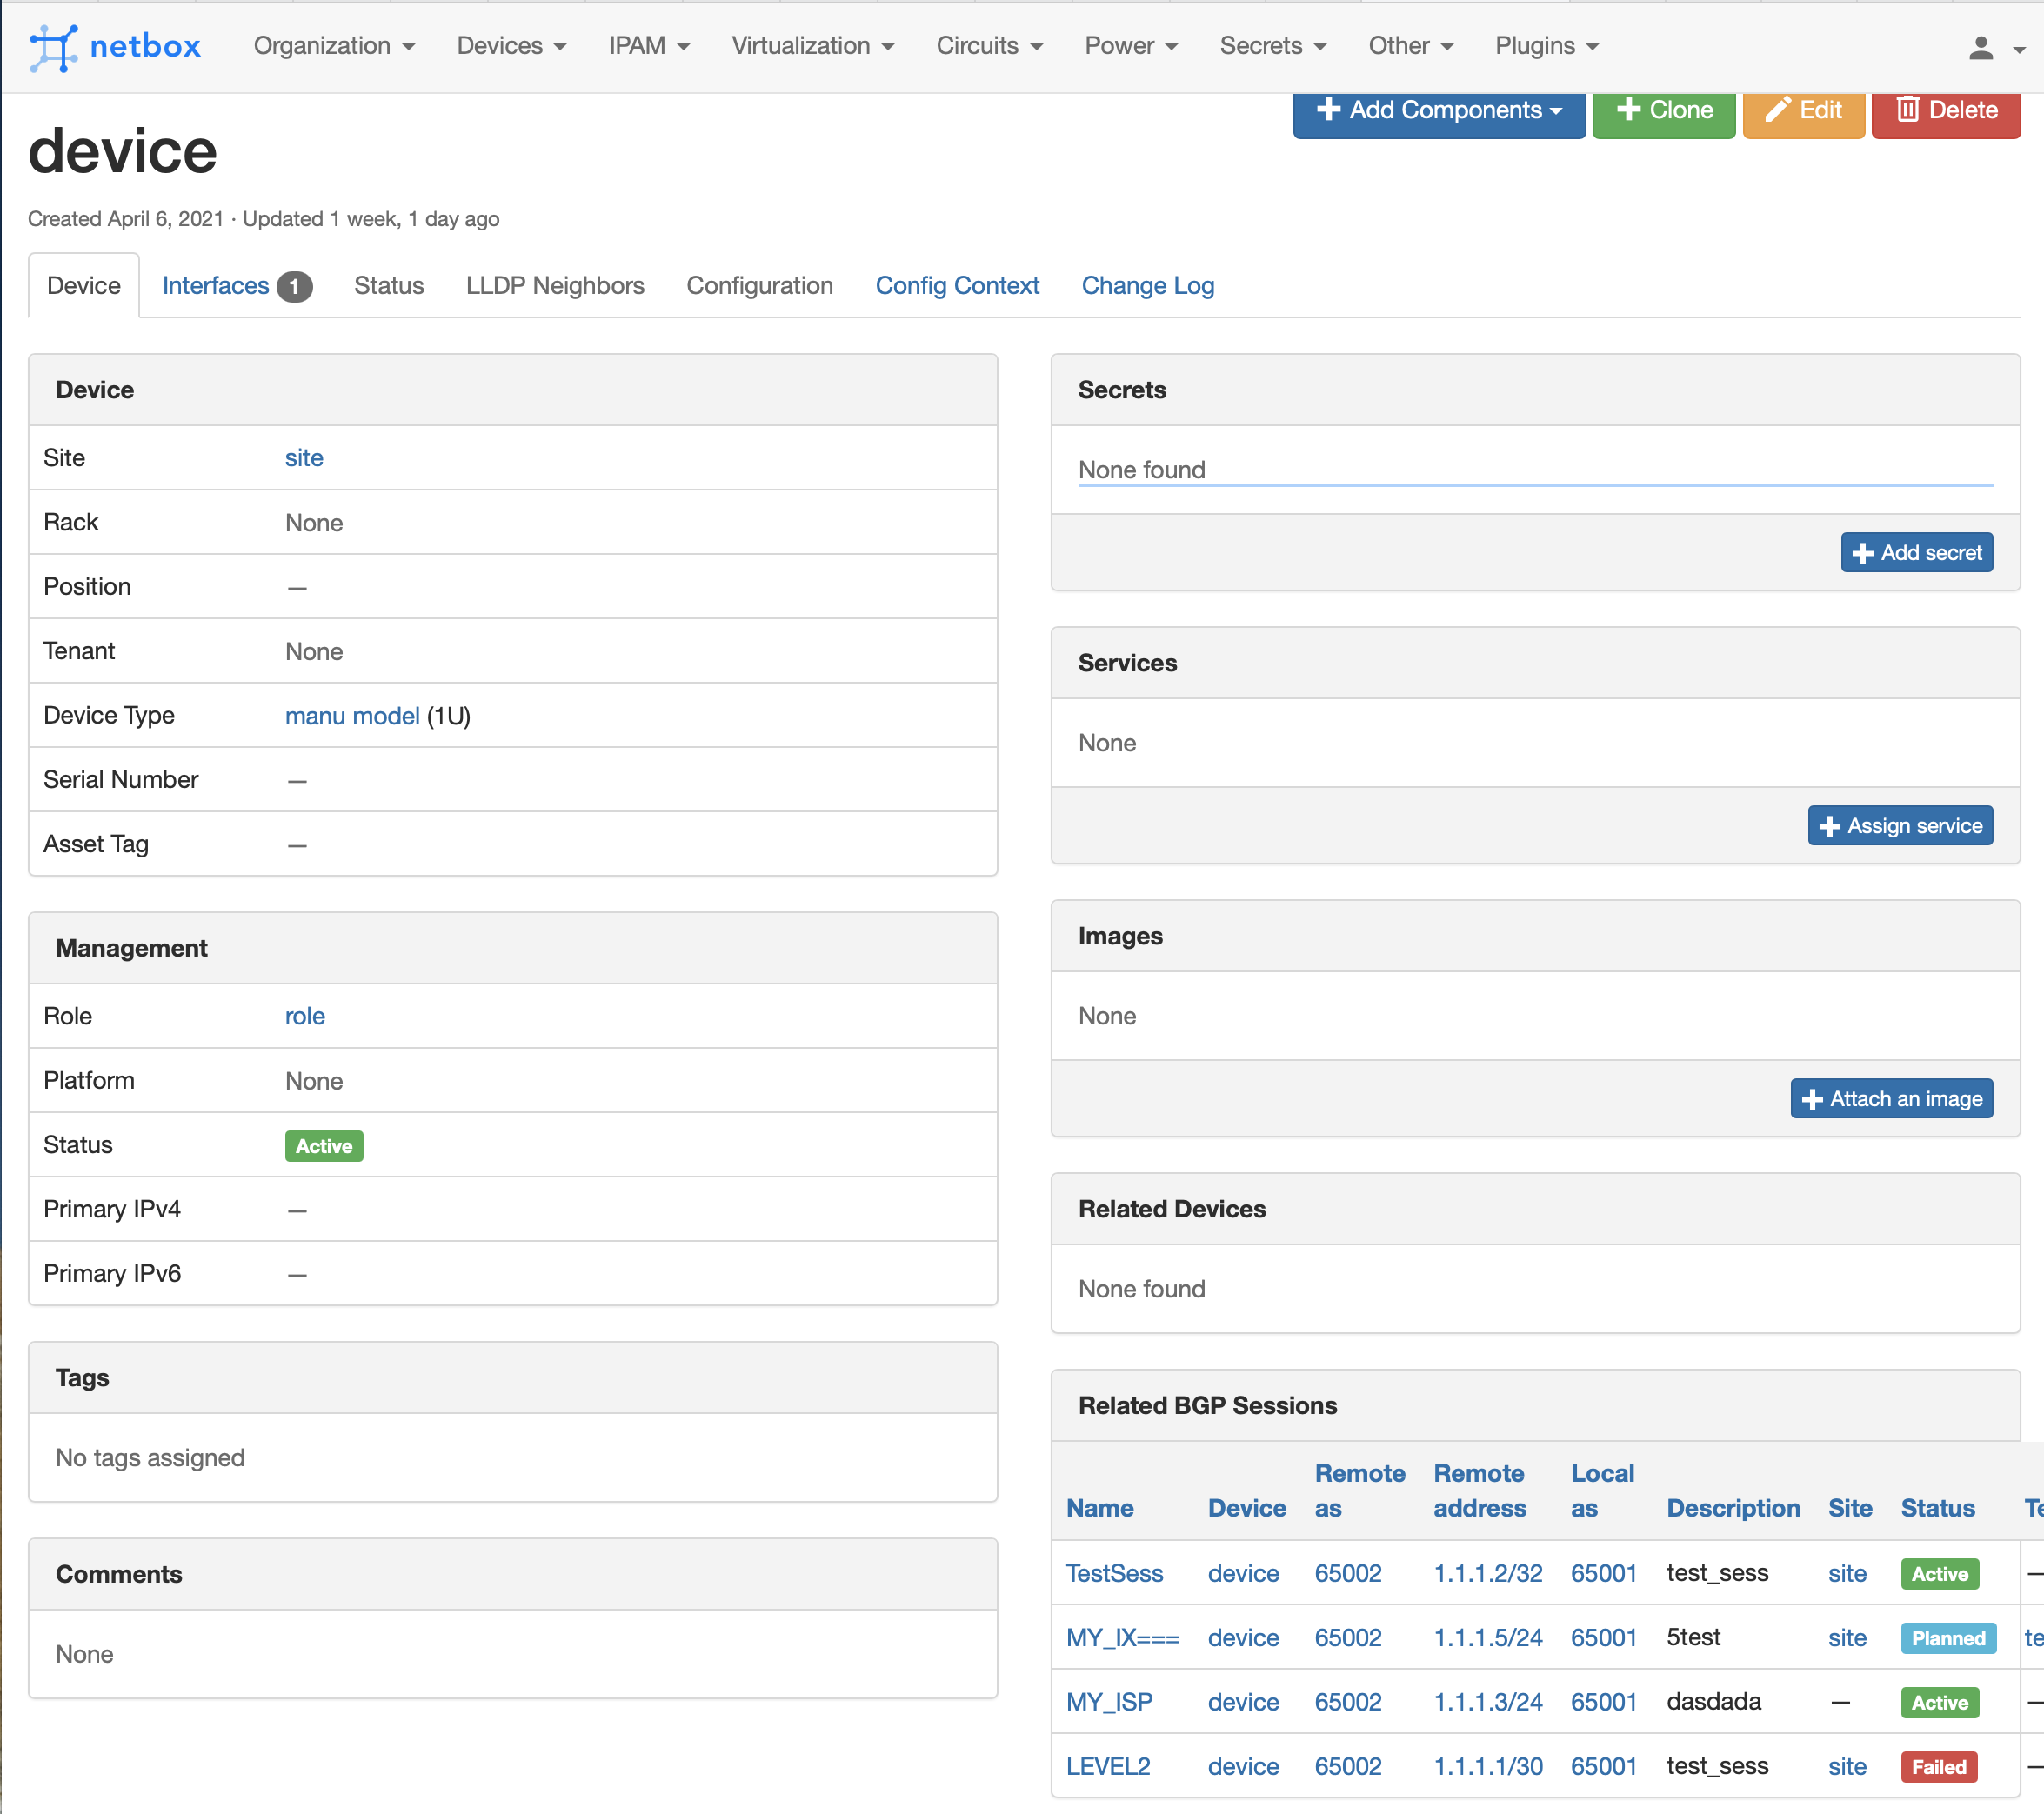 netbox Organization Devices IPAM Virtualization Circuits Power Secrets Other Plugins
Add Components Clone Edit Delete
device
Created April 6, 2021 · Updated 1 week, 1 day ago
Device Interfaces 1 Status LLDP Neighbors Configuration Config Context Change Log
Device
Site site
Rack None
Position —
Tenant None
Device Type manu model (1U)
Serial Number —
Asset Tag —
Management
Role role
Platform None
Status Active
Primary IPv4 —
Primary IPv6 —
Tags
No tags assigned
Comments
None
Secrets
None found
Add secret
Services
None
Assign service
Images
None
Attach an image
Related Devices
None found
Related BGP Sessions
Name Device Remote as Remote address Local as Description Site Status
TestSess device 65002 1.1.1.2/32 65001 test_sess site Active —
MY_IX=== device 65002 1.1.1.5/24 65001 5test site Planned
MY_ISP device 65002 1.1.1.3/24 65001 dasdada — Active —
LEVEL2 device 65002 1.1.1.1/30 65001 test_sess site Failed —